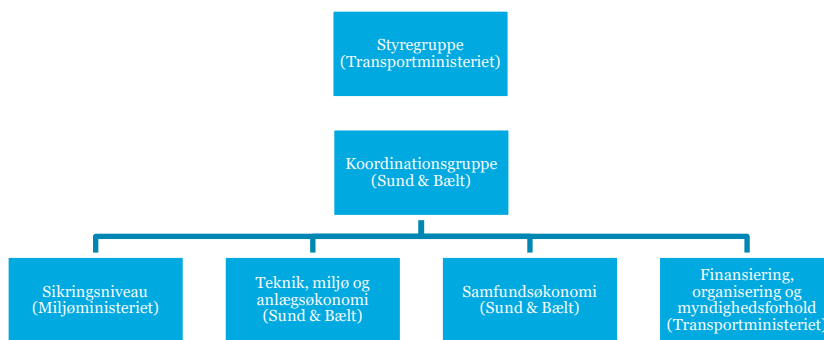 Styregruppe
(Transportministeriet)
Koordinationsgruppe
(Sund & Bælt)
Sikringsniveau
(Miljøministeriet)
Teknik, miljø og
anlægsøkonomi
(Sund & Bælt)
Samfundsøkonomi
(Sund & Bælt)
Finansiering,
organisering og
myndighedsforhold
(Transportministeriet)